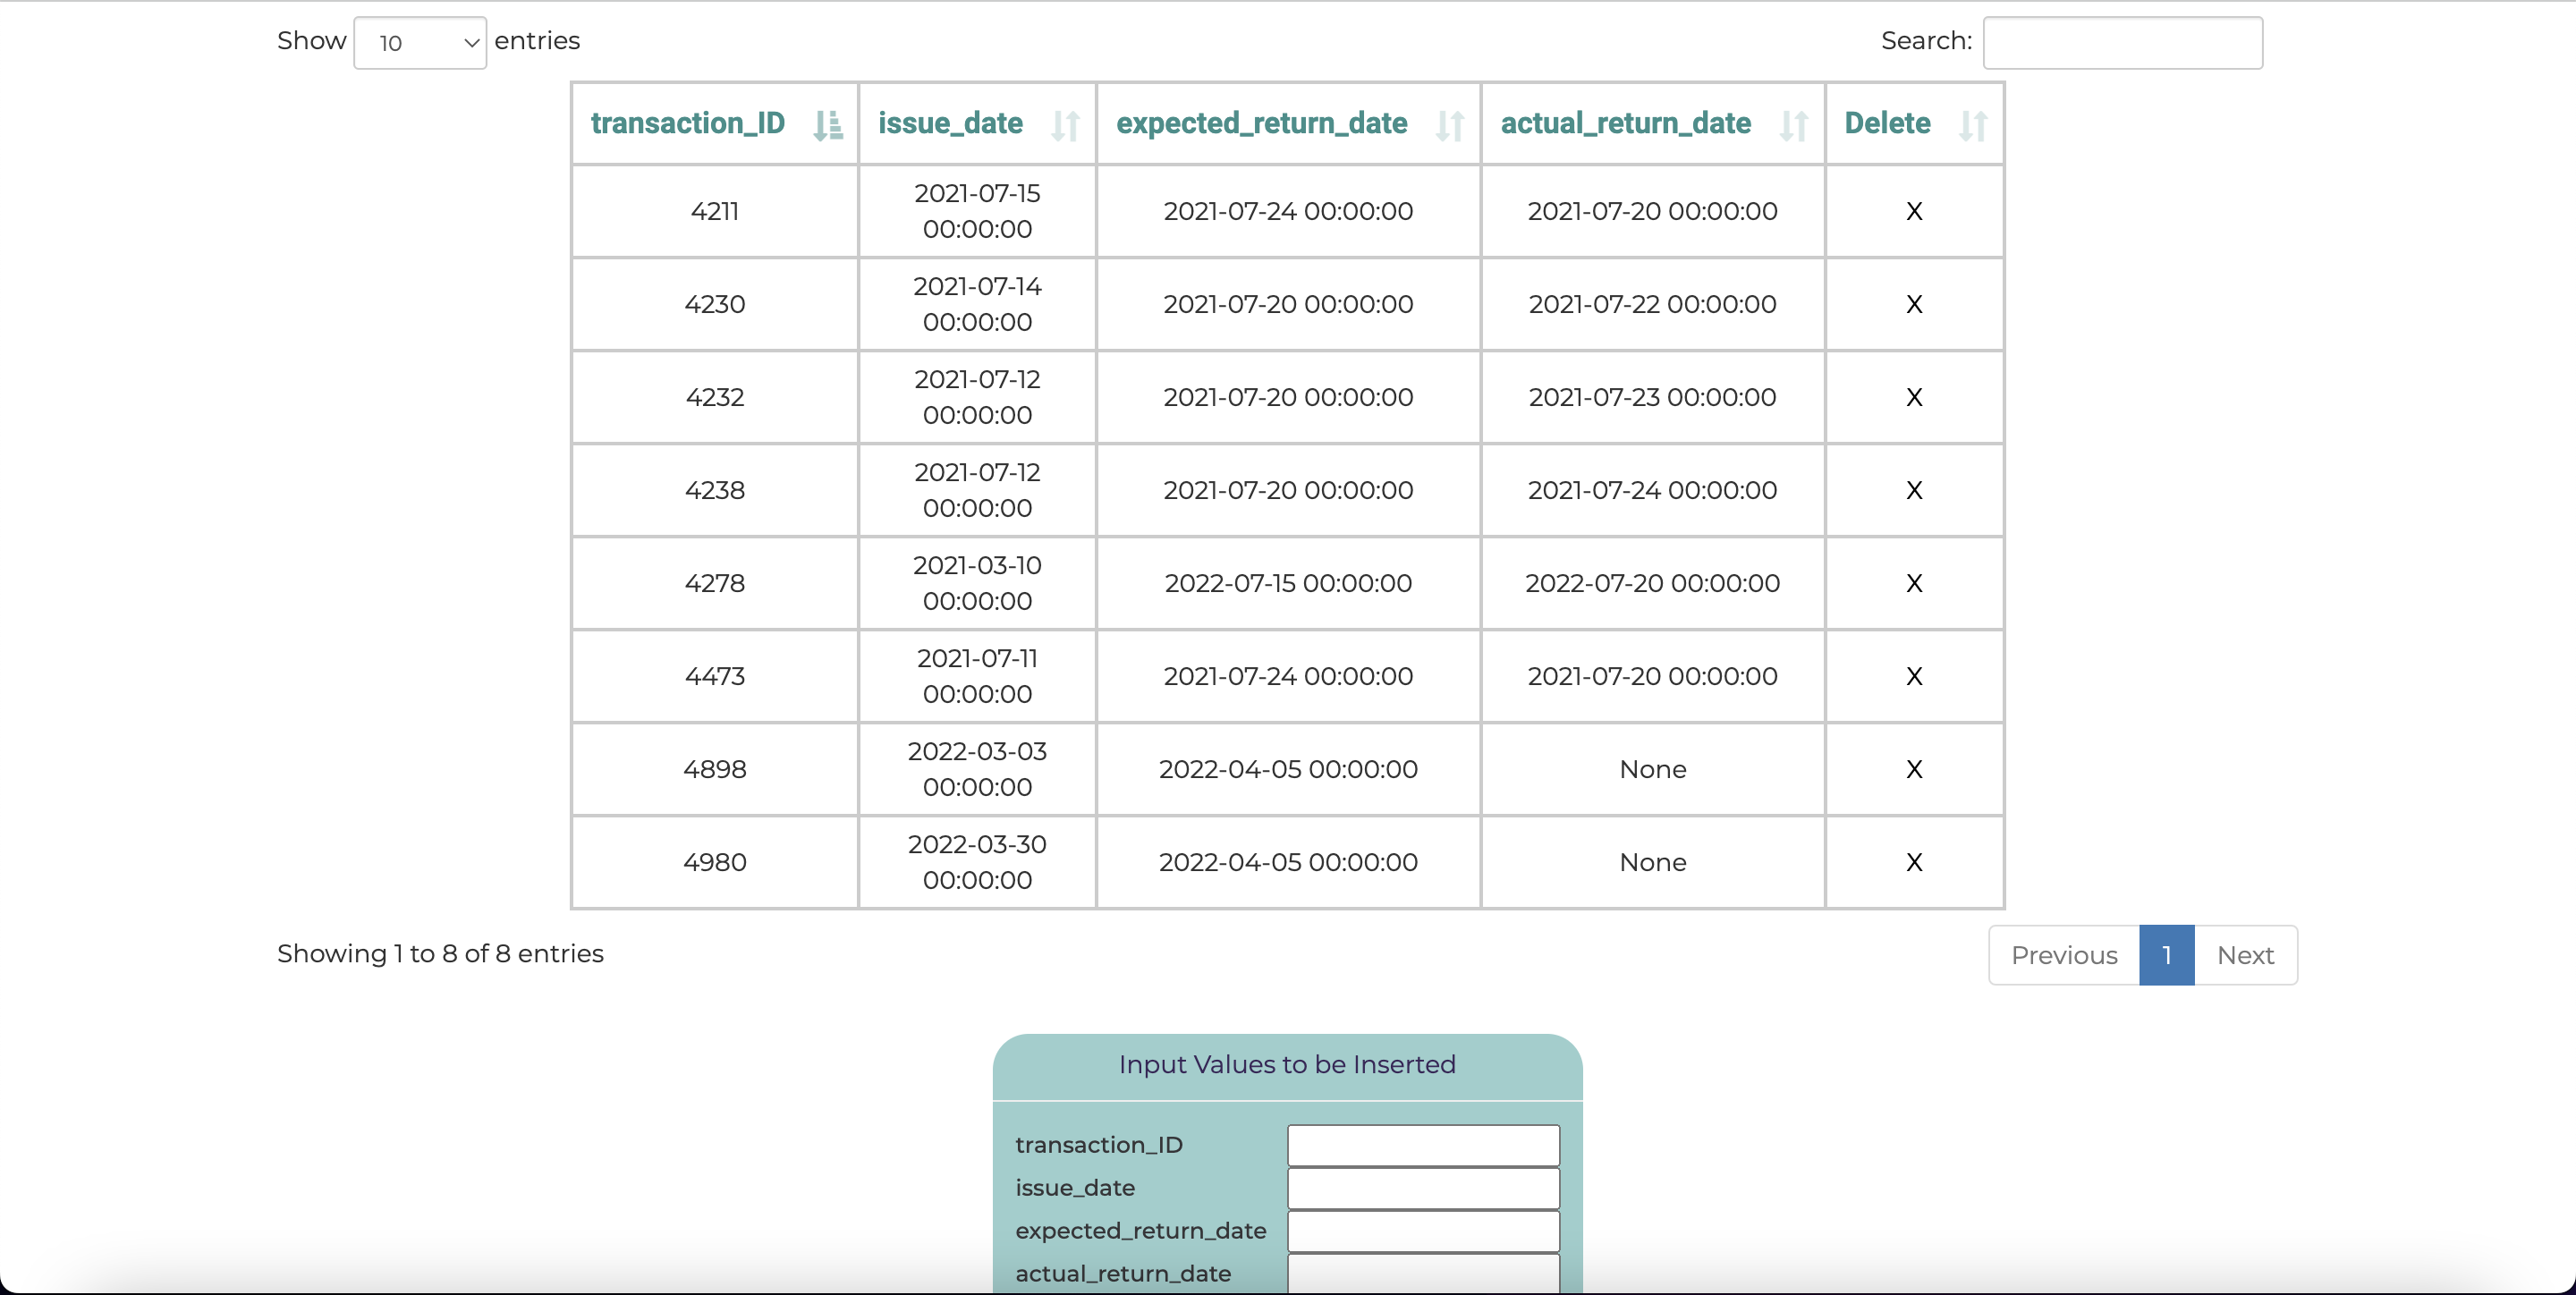 Show 10 entries
Search:
transaction_ID issue_date expected_return_date actual_return_date Delete
4211 2021-07-15 00:00:00 2021-07-24 00:00:00 2021-07-20 00:00:00 X
4230 2021-07-14 00:00:00 2021-07-20 00:00:00 2021-07-22 00:00:00 X
4232 2021-07-12 00:00:00 2021-07-20 00:00:00 2021-07-23 00:00:00 X
4238 2021-07-12 00:00:00 2021-07-20 00:00:00 2021-07-24 00:00:00 X
4278 2021-03-10 00:00:00 2022-07-15 00:00:00 2022-07-20 00:00:00 X
4473 2021-07-11 00:00:00 2021-07-24 00:00:00 2021-07-20 00:00:00 X
4898 2022-03-03 00:00:00 2022-04-05 00:00:00 None X
4980 2022-03-30 00:00:00 2022-04-05 00:00:00 None X
Showing 1 to 8 of 8 entries
Previous 1 Next
Input Values to be Inserted
transaction_ID
issue_date
expected_return_date
actual_return_date